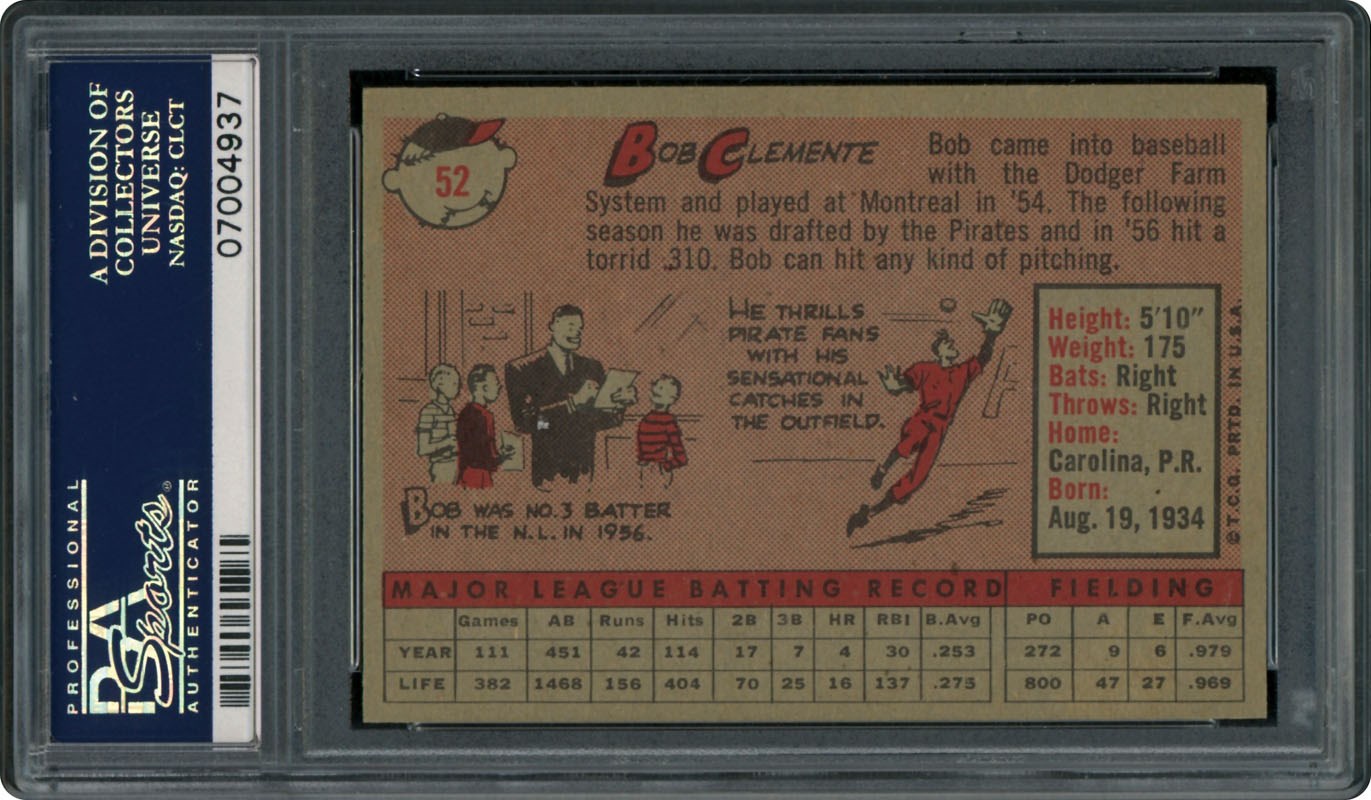 A DIVISION OF
COLLECTORS
UNIVERSE
NASDAQ: CLCT
07004937
PROFESSIONAL
PSA
Sports®
AUTHENTICATOR
52
BOB CLEMENTE
Bob came into baseball
with the Dodger Farm
System and played at Montreal in '54. The following
season he was drafted by the Pirates and in '56 hit a
torrid .310. Bob can hit any kind of pitching.
BOB WAS NO. 3 BATTER
IN THE N.L. IN 1956.
HE THRILLS
PIRATE FANS
WITH HIS
SENSATIONAL
CATCHES IN
THE OUTFIELD.
Height: 5'10"
Weight: 175
Bats: Right
Throws: Right
Home:
Carolina, P.R.
Born:
Aug. 19, 1934
© T.C.G. PRTD. IN U.S.A.
MAJOR LEAGUE BATTING RECORD FIELDING
Games AB Runs Hits 2B 3B HR RBI B.Avg PO A E F.Avg
YEAR 111 451 42 114 17 7 4 30 .253 272 9 6 .979
LIFE 382 1468 156 404 70 25 16 137 .275 800 47 27 .969